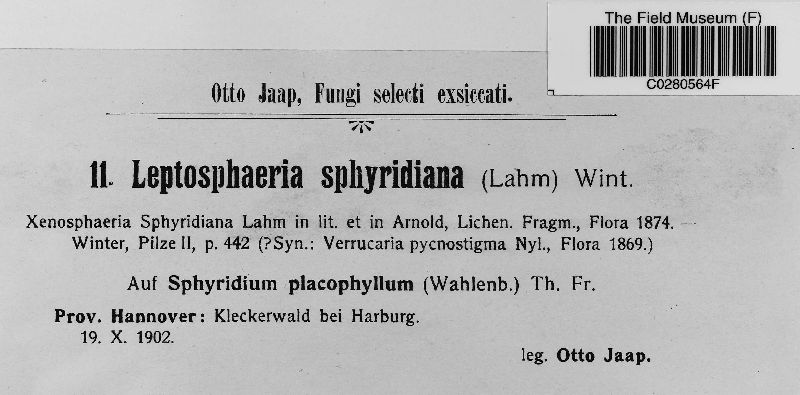 The Field Museum (F)
C0280564F
Otto Jaap, Fungi selecti exsiccati.
11. Leptosphaeria sphyridiana (Lahm) Wint.
Xenosphaeria Sphyridiana Lahm in lit. et in Arnold, Lichen. Fragm., Flora 1874. —
Winter, Pilze II, p. 442 (?Syn.: Verrucaria pycnostigma Nyl., Flora 1869.)
Auf Sphyridium placophyllum (Wahlenb.) Th. Fr.
Prov. Hannover: Kleckerwald bei Harburg.
19. X. 1902.
leg. Otto Jaap.